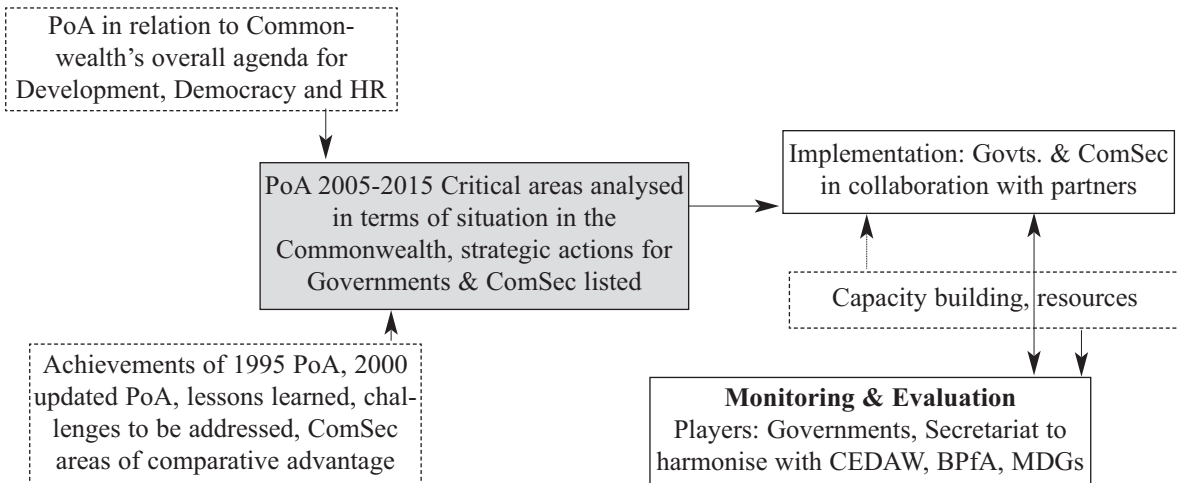 PoA in relation to Common-
wealth’s overall agenda for
Development, Democracy and HR
PoA 2005-2015 Critical areas analysed
in terms of situation in the
Commonwealth, strategic actions for
Governments & ComSec listed
Achievements of 1995 PoA, 2000
updated PoA, lessons learned, chal-
lenges to be addressed, ComSec
areas of comparative advantage
Implementation: Govts. & ComSec
in collaboration with partners
Capacity building, resources
Monitoring & Evaluation
Players: Governments, Secretariat to
harmonise with CEDAW, BPfA, MDGs